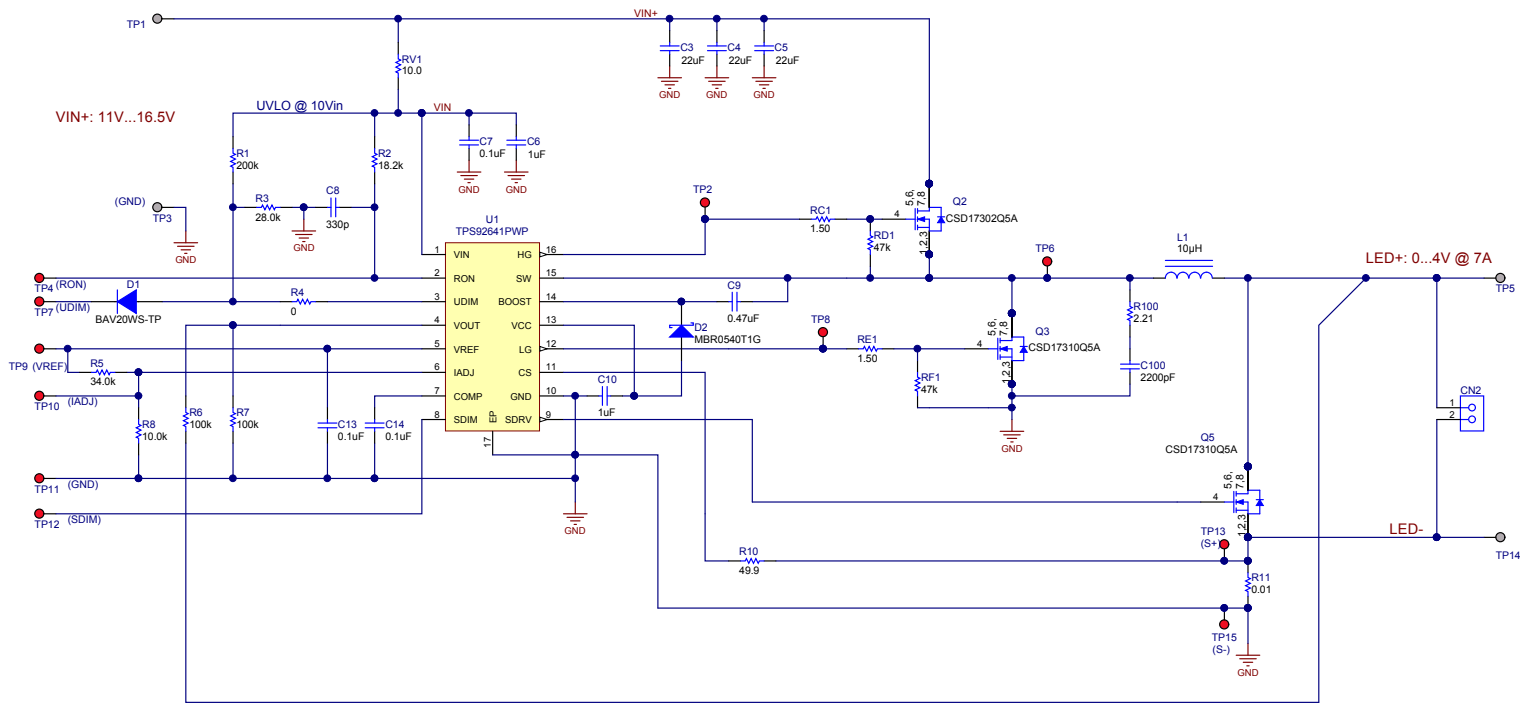 TP1
VIN+
RV1
10.0
C3
22uF
GND
C4
22uF
GND
C5
22uF
GND
VIN+: 11V...16.5V
UVLO @ 10Vin
VIN
R1
200k
R2
18.2k
C7
0.1uF
GND
C6
1uF
GND
(GND)
TP3
GND
R3
28.0k
GND
C8
330p
TP2
RC1
1.50
RD1
47k
4
5,6,
7,8
1,2,3
Q2
CSD17302Q5A
U1
TPS92641PWP
1
VIN
2
RON
3
UDIM
4
VOUT
5
VREF
6
IADJ
7
COMP
8
SDIM
HG
16
SW
15
BOOST
14
VCC
13
LG
12
CS
11
GND
10
SDRV
9
EP
17
TP4
(RON)
TP7
(UDIM)
D1
BAV20WS-TP
R4
0
TP9 (VREF)
R5
34.0k
TP10
(IADJ)
R8
10.0k
R6
100k
R7
100k
C13
0.1uF
C14
0.1uF
TP11
(GND)
TP12
(SDIM)
C9
0.47uF
D2
MBR0540T1G
C10
1uF
GND
TP8
RE1
1.50
RF1
47k
4
5,6,
7,8
1,2,3
Q3
CSD17310Q5A
GND
TP6
L1
10µH
R100
2.21
C100
2200pF
LED+: 0...4V @ 7A
TP5
CN2
1
2
Q5
CSD17310Q5A
4
5,6,
7,8
1,2,3
LED-
TP14
TP13
(S+)
R10
49.9
R11
0.01
TP15
(S-)
GND